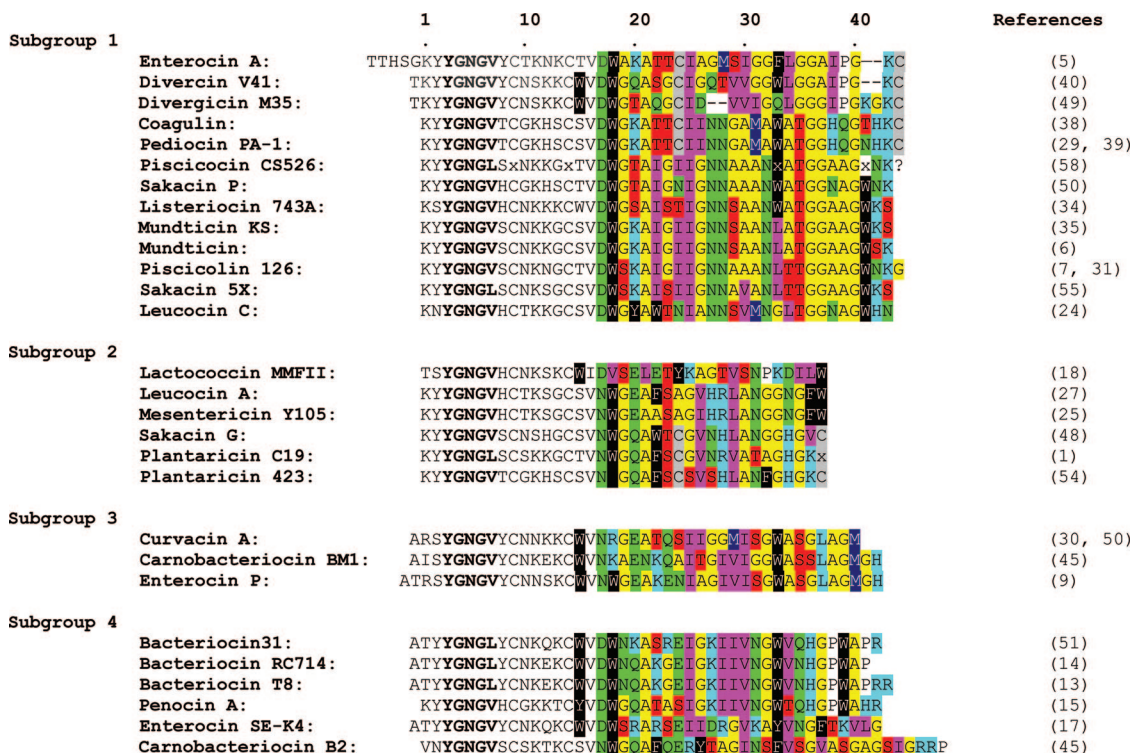 1 10 20 30 40 References
Subgroup 1
Enterocin A: TTHSGKYYGNGVYCTKNKCTVDWAKATTCIAGMSIGGFLGGAIPG--KC (5)
Divercin V41: TKYYGNGVYCNSKKCWVDWGQASGCIGQTVVGGWLGGAIPG--KC (40)
Divergicin M35: TKYYGNGVYCNSKKCWVDWGTAQGCID--VVIGQLGGGIPGKGKC (49)
Coagulin: KYYGNGVTCGKHSCSVDWGKATTCIINNGAMAWATGGHQGTHKC (38)
Pediocin PA-1: KYYGNGVTCGKHSCSVDWGKATTCIINNGAMAWATGGHQGNHKC (29, 39)
Piscicocin CS526: KYYGNGLSxNKKGxTVDWGTAIGIIGNNAAANxATGGAAGxNK? (58)
Sakacin P: KYYGNGVHCGKHSCTVDWGTAIGNIGNNAAANWATGGNAGWNK (50)
Listeriocin 743A: KSYGNGVHCNKKKCWVDWGSAISTIGNNSAANWATGGAAGWKS (34)
Mundticin KS: KYYGNGVSCNKKGCSVDWGKAIGIIGNNSAANLATGGAAGWKS (35)
Mundticin: KYYGNGVSCNKKGCSVDWGKAIGIIGNNSAANLATGGAAGWSK (6)
Piscicolin 126: KYYGNGVSCNKNGCTVDWSKAIGIIGNNAAANLTTGGAAGWNKG (7, 31)
Sakacin 5X: KYYGNGLSCNKSGCSVDWSKAISIIGNNAVANLTTGGAAGWKS (55)
Leucocin C: KNYGNGVHCTKKGCSVDWGYAWTNIANNSVMNGLTGGNAGWHN (24)
Subgroup 2
Lactococcin MMFII: TSYGNGVHCNKSKCWIDVSELETYKAGTVSNPKDILW (18)
Leucocin A: KYYGNGVHCTKSGCSVNWGEAFSAGVHRLANGGNGFW (27)
Mesentericin Y105: KYYGNGVHCTKSGCSVNWGEAASAGIHRLANGGNGFW (25)
Sakacin G: KYYGNGVSCNSHGCSVNWGQAWTCGVNHLANGGHGVC (48)
Plantaricin C19: KYYGNGLSCSKKGCTVNWGQAFSCGVNRVATAGHGKx (1)
Plantaricin 423: KYYGNGVTCGKHSCSVNWGQAFSCSVSHLANFGHGKC (54)
Subgroup 3
Curvacin A: ARSYGNGVYCNNKKCWVNRGEATQSIIGGMISGWASGLAGM (30, 50)
Carnobacteriocin BM1: AISYGNGVYCNKEKCWVNKAENKQAITGIVIGGWASSLAGMGH (45)
Enterocin P: ATRSYGNGVYCNNSKCWVNWGEAKENIAGIVISGWASGLAGMGH (9)
Subgroup 4
Bacteriocin31: ATYYGNGLYCNKQKCWVDWNKASREIGKIIVNGWVQHGPWAPR (51)
Bacteriocin RC714: ATYYGNGLYCNKEKCWVDWNQAKGEIGKIIVNGWVNHGPWAP (14)
Bacteriocin T8: ATYYGNGLYCNKEKCWVDWNQAKGEIGKIIVNGWVNHGPWAPRR (13)
Penocin A: KYYGNGVHCGKKTCYVDWGQATASIGKIIVNGWTQHGPWAHR (15)
Enterocin SE-K4: ATYYGNGVYCNKQKCWVDWSRARSEIIDRGVKAYVNGFTKVLG (17)
Carnobacteriocin B2: VNYGNGVSCSKTKCSVNWGQAFQERYTAGINSFVSGVASGAGSIGRRP (45)